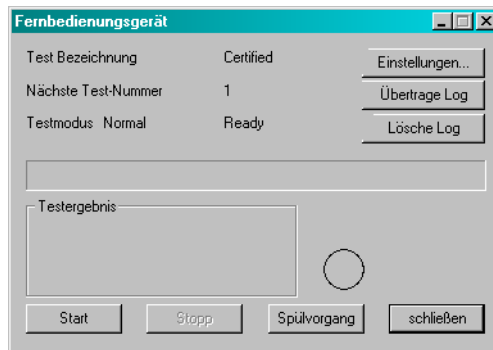 Fernbedienungsgerät
Test Bezeichnung Certified Einstellungen...
Nächste Test-Nummer 1 Übertrage Log
Testmodus Normal Ready Lösche Log
Testergebnis
Start Stopp Spülvorgang schließen